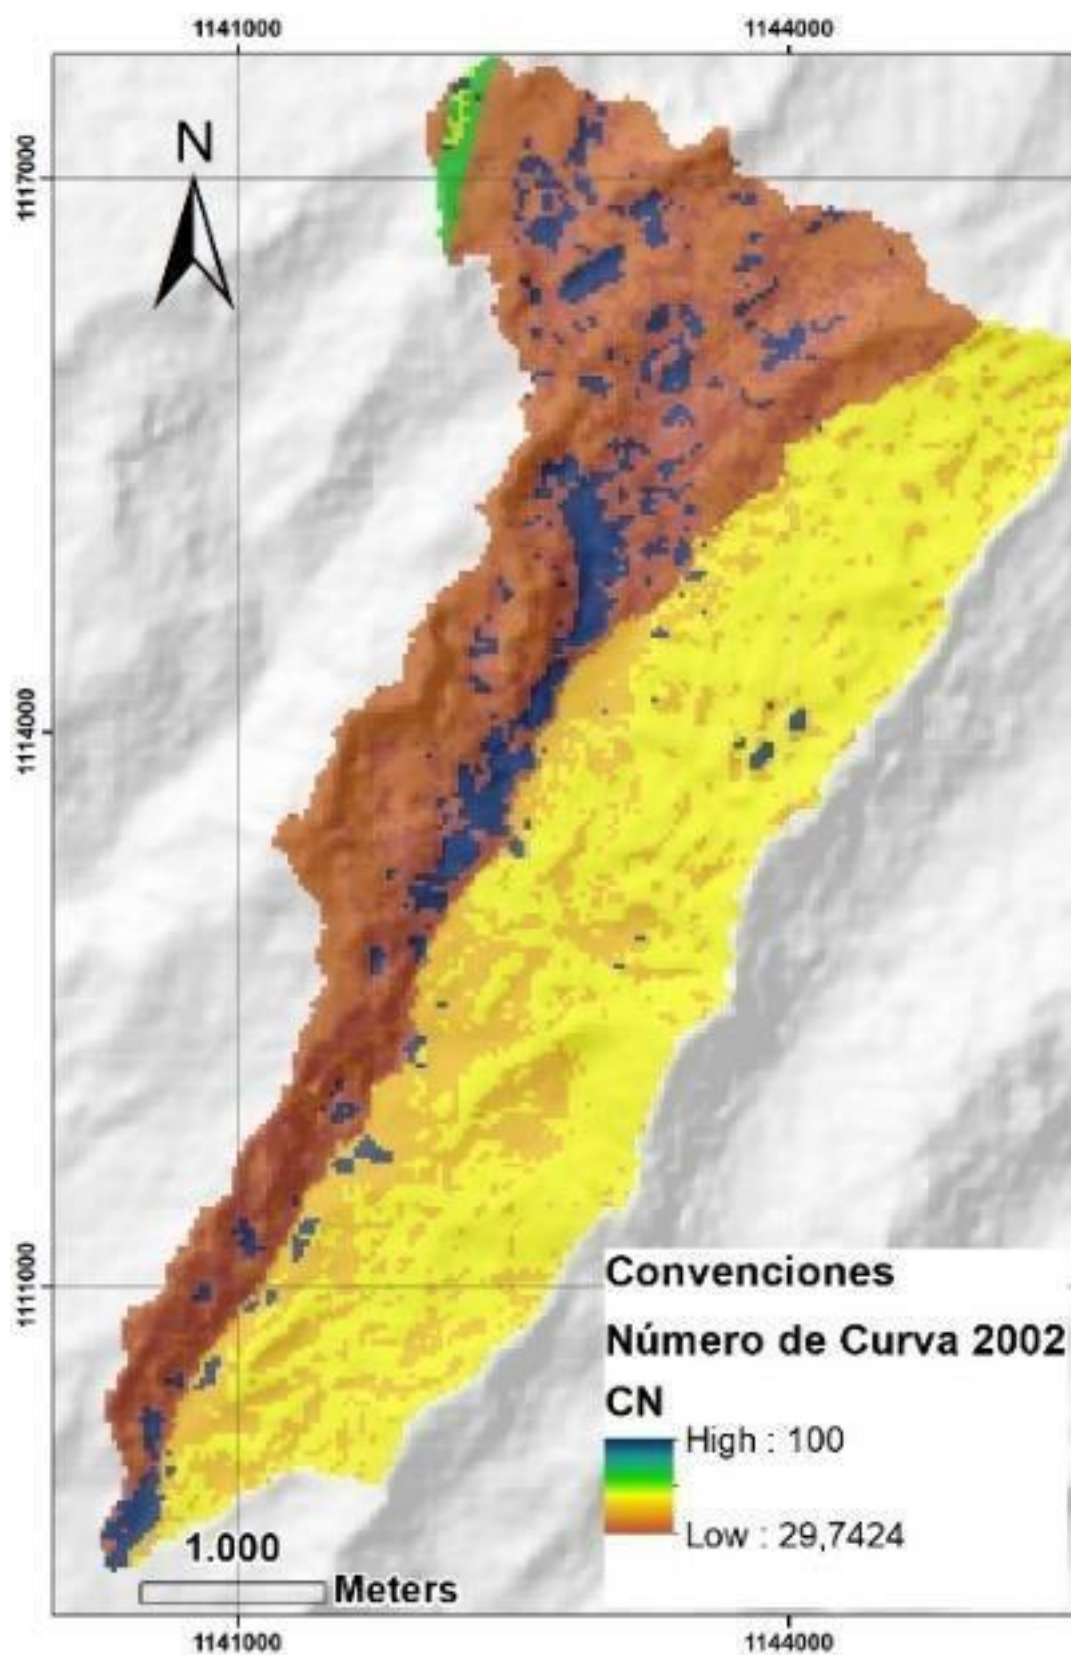 1141000 1144000
N
1117000
1114000
1111000
Convenciones
Número de Curva 2002
CN
High : 100
Low : 29,7424
1.000
Meters
1141000 1144000